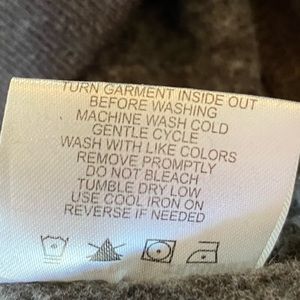 TURN GARMENT INSIDE OUT
BEFORE WASHING
MACHINE WASH COLD
GENTLE CYCLE
WASH WITH LIKE COLORS
REMOVE PROMPTLY
DO NOT BLEACH
TUMBLE DRY LOW
USE COOL IRON ON
REVERSE IF NEEDED